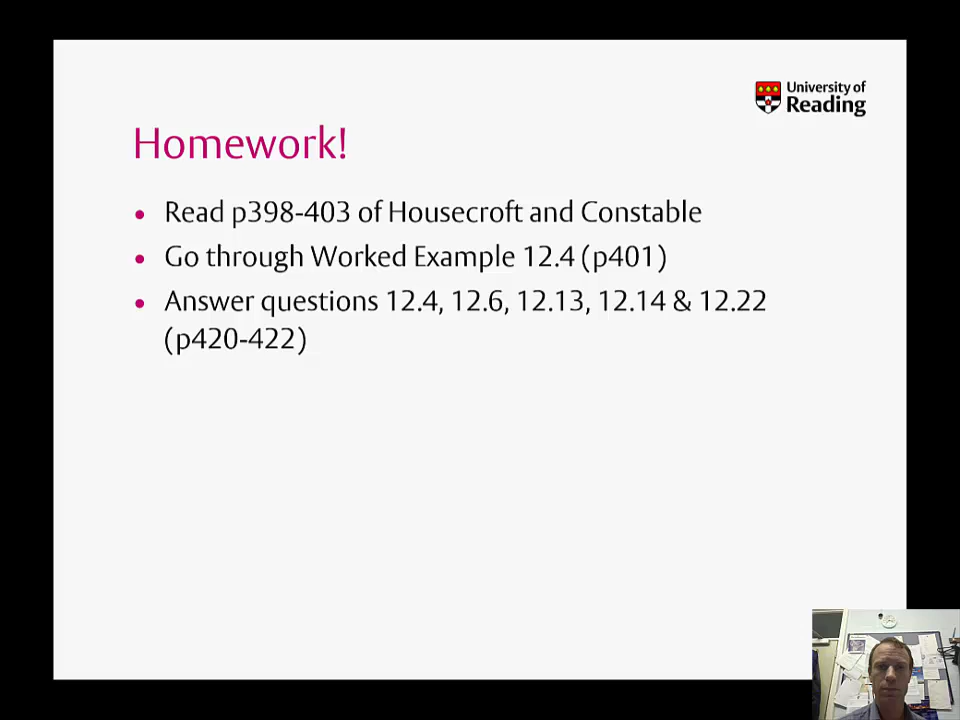 University of
Reading
Homework!
• Read p398-403 of Housecroft and Constable
• Go through Worked Example 12.4 (p401)
• Answer questions 12.4, 12.6, 12.13, 12.14 & 12.22
(p420-422)